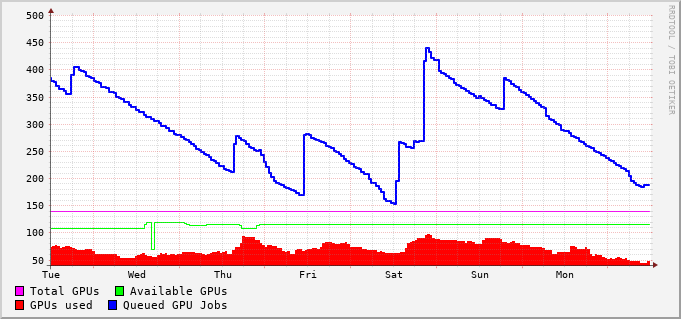 500
450
400
350
300
250
200
150
100
50
Tue Wed Thu Fri Sat Sun Mon
Total GPUs Available GPUs
GPUs used Queued GPU Jobs
RRDTOOL / TOBI OETIKER